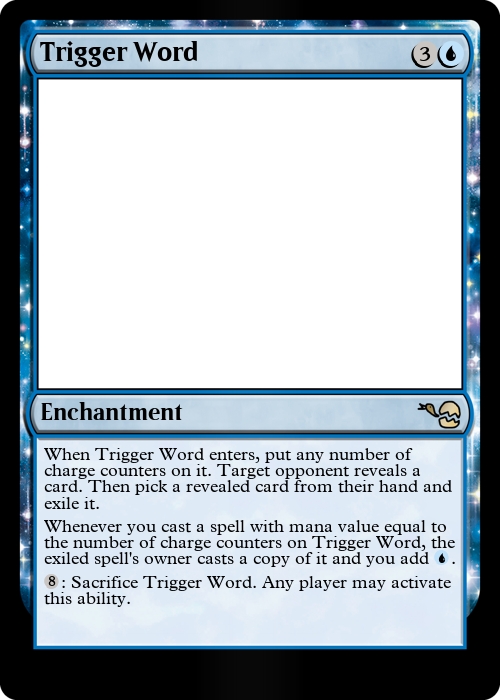 Trigger Word 3
Enchantment
When Trigger Word enters, put any number of
charge counters on it. Target opponent reveals a
card. Then pick a revealed card from their hand and
exile it.
Whenever you cast a spell with mana value equal to
the number of charge counters on Trigger Word, the
exiled spell's owner casts a copy of it and you add .
8: Sacrifice Trigger Word. Any player may activate
this ability.